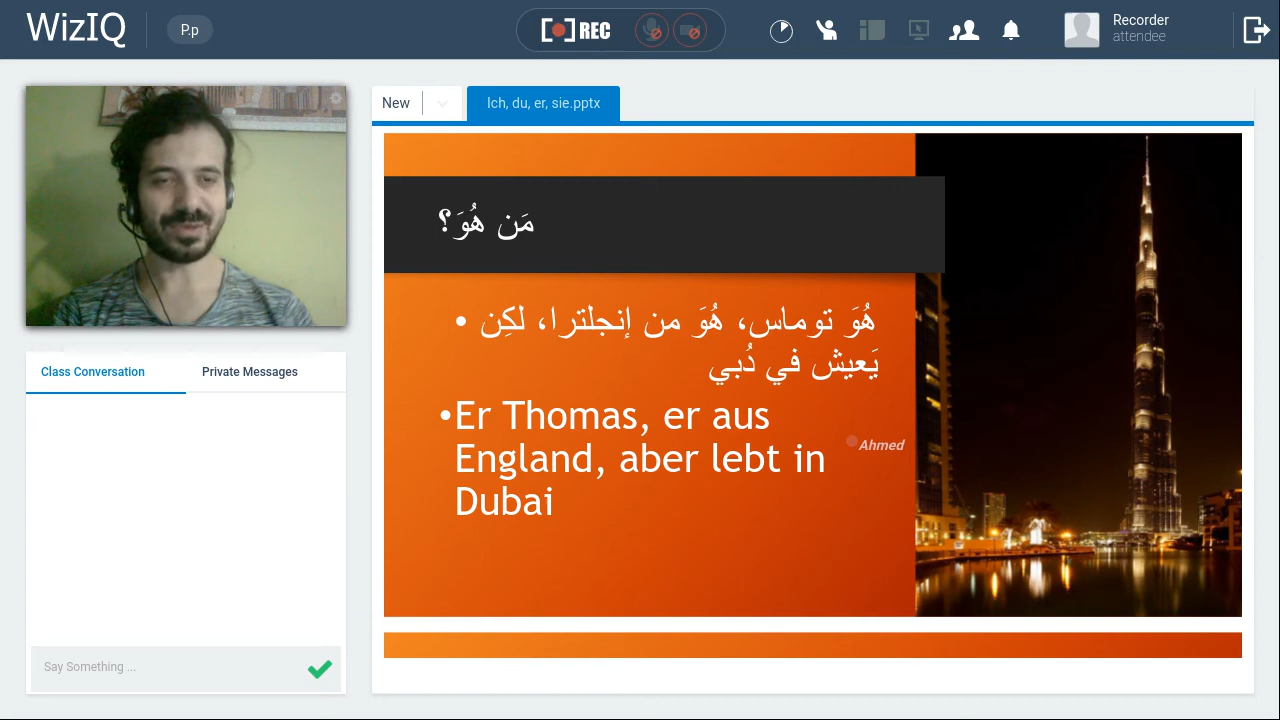 WizIQ
P.p
REC
Recorder
attendee
New
Ich, du, er, sie.pptx
مَن هُوَ؟
• هُوَ توماس، هُوَ من إنجلترا، لكِن
يَعيش في دُبي
•Er Thomas, er aus
England, aber lebt in
Dubai
Ahmed
Class Conversation
Private Messages
Say Something ...